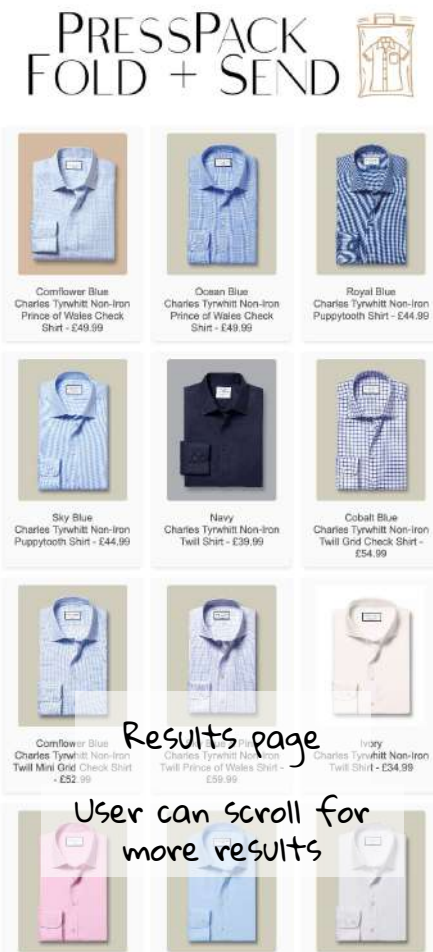 PRESSPACK
FOLD + SEND
Cornflower Blue
Charles Tyrwhitt Non-Iron
Prince of Wales Check
Shirt - £49.99
Ocean Blue
Charles Tyrwhitt Non-Iron
Prince of Wales Check
Shirt - £49.99
Royal Blue
Charles Tyrwhitt Non-Iron
Puppytooth Shirt - £44.99
Sky Blue
Charles Tyrwhitt Non-Iron
Puppytooth Shirt - £44.99
Navy
Charles Tyrwhitt Non-Iron
Twill Shirt - £39.99
Cobalt Blue
Charles Tyrwhitt Non-Iron
Twill Grid Check Shirt -
£54.99
Cornflower Blue
Charles Tyrwhitt Non-Iron
Twill Mini Grid Check Shirt
- £52.99
Charles Tyrwhitt Non-Iron
Twill Prince of Wales Shirt -
£59.99
Ivory
Charles Tyrwhitt Non-Iron
Twill Shirt - £34.99
Results page
User can scroll for
more results